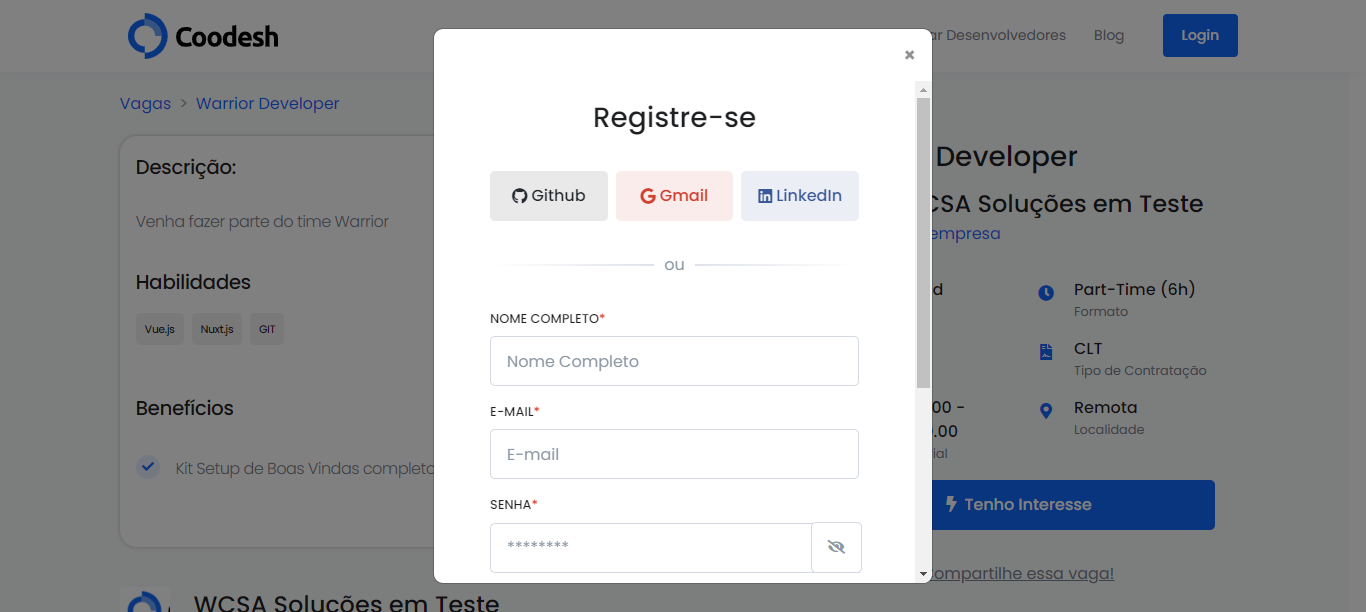 Coodesh
ar Desenvolvedores
Blog
Login
Vagas > Warrior Developer
Descrição:
Venha fazer parte do time Warrior
Habilidades
Vue.js
Nuxt.js
GIT
Benefícios
Kit Setup de Boas Vindas completo
WCSA Soluções em Teste
×
Registre-se
Github
Gmail
LinkedIn
ou
NOME COMPLETO*
Nome Completo
E-MAIL*
E-mail
SENHA*
********
Developer
CSA Soluções em Teste
empresa
d
Part-Time (6h)
Formato
CLT
Tipo de Contratação
00 -
.00
ial
Remota
Localidade
Tenho Interesse
ompartilhe essa vaga!